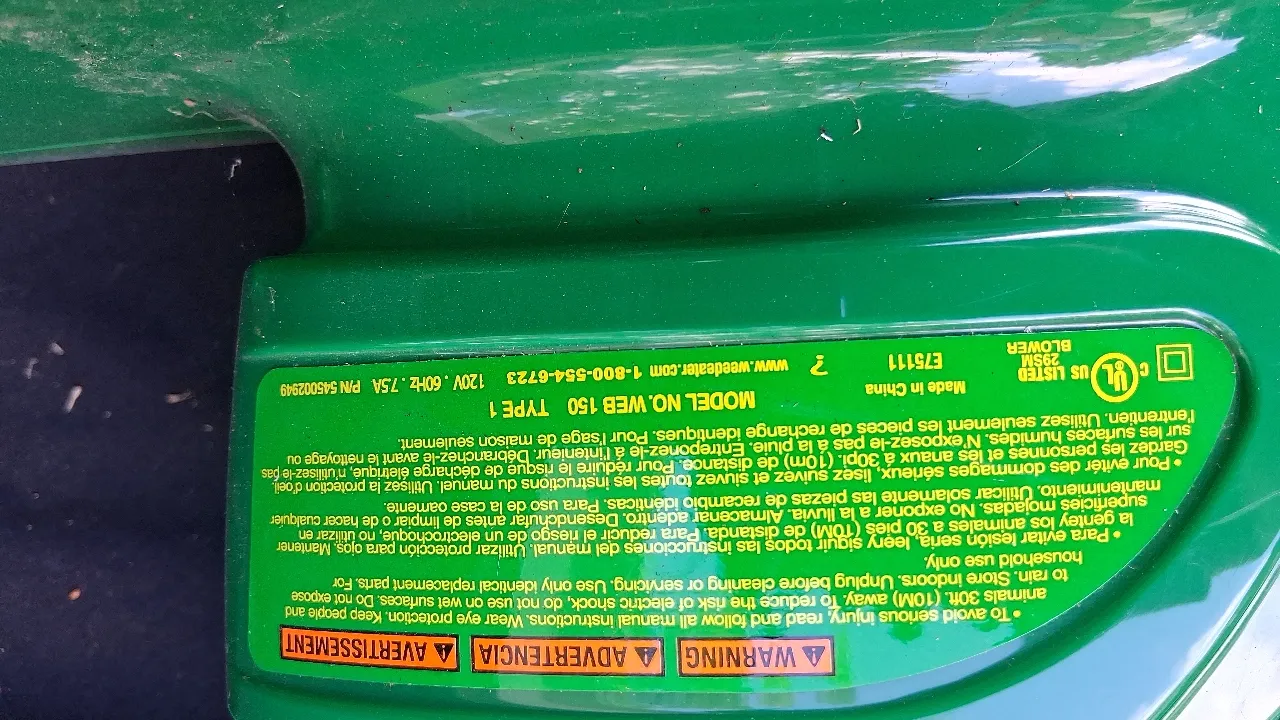 WARNING
ADVERTENCIA
AVERTISSEMENT
• To avoid serious injury, read and follow all manual instructions. Wear eye protection. Keep people and
animals 30ft. (10M) away. To reduce the risk of electric shock, do not use on wet surfaces. Do not expose
to rain. Store indoors. Unplug before cleaning or servicing. Use only identical replacement parts. For
household use only.
• Para evitar lesión seria, leery siguir todos las instrucciones del manual. Utilizar protección para ojos. Mantener
la gentey los animales a 30 pies (10M) de distanda. Para reducir el riesgo de un electrochoque, no utilizar en
superficies mojadas. No exponer a la lluvia. Almacenar adentro. Desenchufar antes de limpiar o de hacer cualquier
mantenimiento. Utilicar solamente las piezas de recambio idénticas. Para uso de la case oamente.
• Pour éviter des dommages sérieux, lisez suivez et siuvez toutes les instructions du manuel. Utilisez la protection d'oeil.
Gardez les personnes et les anaux á 30pi. (10m) de distance. Pour réduire le risque de décharge életrique, n'utilisez-le pas
sur les surfaces humides. N'exposez-le pas á la pluie. Entreponez-le á l'inteneur. Débranchez-le avant le nettoyage ou
l'entretien. Utilisez seulement les pièces de rechange identiques. Pour l'usage de maison seulement.
MODEL NO. WEB 150 TYPE 1
C UL US LISTED
29SM
BLOWER
Made in China
E75111
? www.weedeater.com 1-800-554-6723 120V . 60Hz . 7.5A P/N 545002949